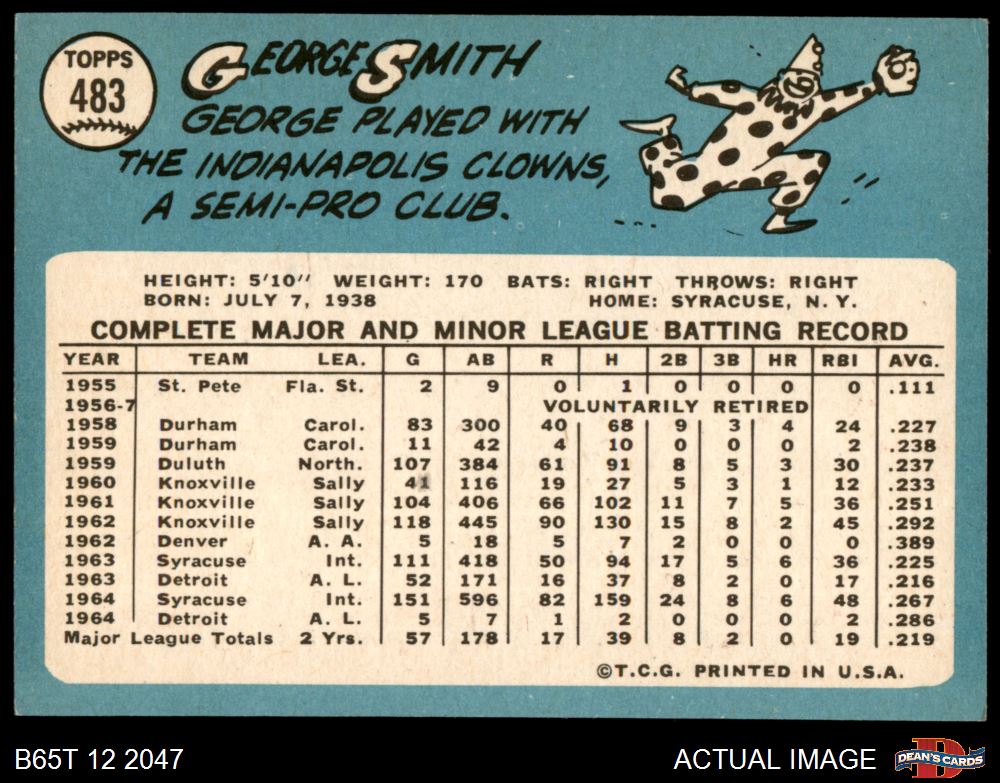 TOPPS
483
GEORGE SMITH
GEORGE PLAYED WITH
THE INDIANAPOLIS CLOWNS,
A SEMI-PRO CLUB.
HEIGHT: 5'10" WEIGHT: 170 BATS: RIGHT THROWS: RIGHT
BORN: JULY 7, 1938 HOME: SYRACUSE, N. Y.
COMPLETE MAJOR AND MINOR LEAGUE BATTING RECORD
YEAR TEAM LEA. G AB R H 2B 3B HR RBI AVG.
1955 St. Pete Fla. St. 2 9 0 1 0 0 0 0 .111
1956-7 VOLUNTARILY RETIRED
1958 Durham Carol. 83 300 40 68 9 3 4 24 .227
1959 Durham Carol. 11 42 4 10 0 0 0 2 .238
1959 Duluth North. 107 384 61 91 8 5 3 30 .237
1960 Knoxville Sally 41 116 19 27 5 3 1 12 .233
1961 Knoxville Sally 104 406 66 102 11 7 5 36 .251
1962 Knoxville Sally 118 445 90 130 15 8 2 45 .292
1962 Denver A. A. 5 18 5 7 2 0 0 0 .389
1963 Syracuse Int. 111 418 50 94 17 5 6 36 .225
1963 Detroit A. L. 52 171 16 37 8 2 0 17 .216
1964 Syracuse Int. 151 596 82 159 24 8 6 48 .267
1964 Detroit A. L. 5 7 1 2 0 0 0 2 .286
Major League Totals 2 Yrs. 57 178 17 39 8 2 0 19 .219
©T.C.G. PRINTED IN U.S.A.
B65T 12 2047 ACTUAL IMAGE
D
DEAN'S CARDS